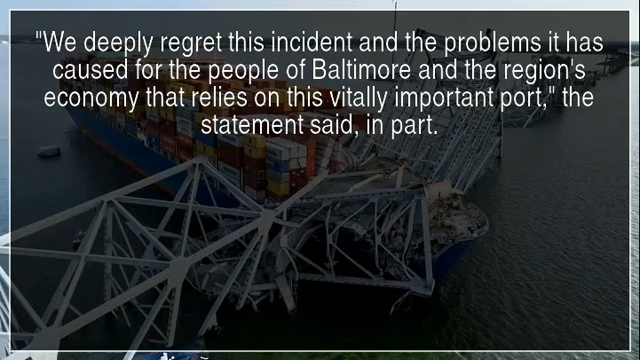 "We deeply regret this incident and the problems it has
caused for the people of Baltimore and the region's
economy that relies on this vitally important port," the
statement said, in part.